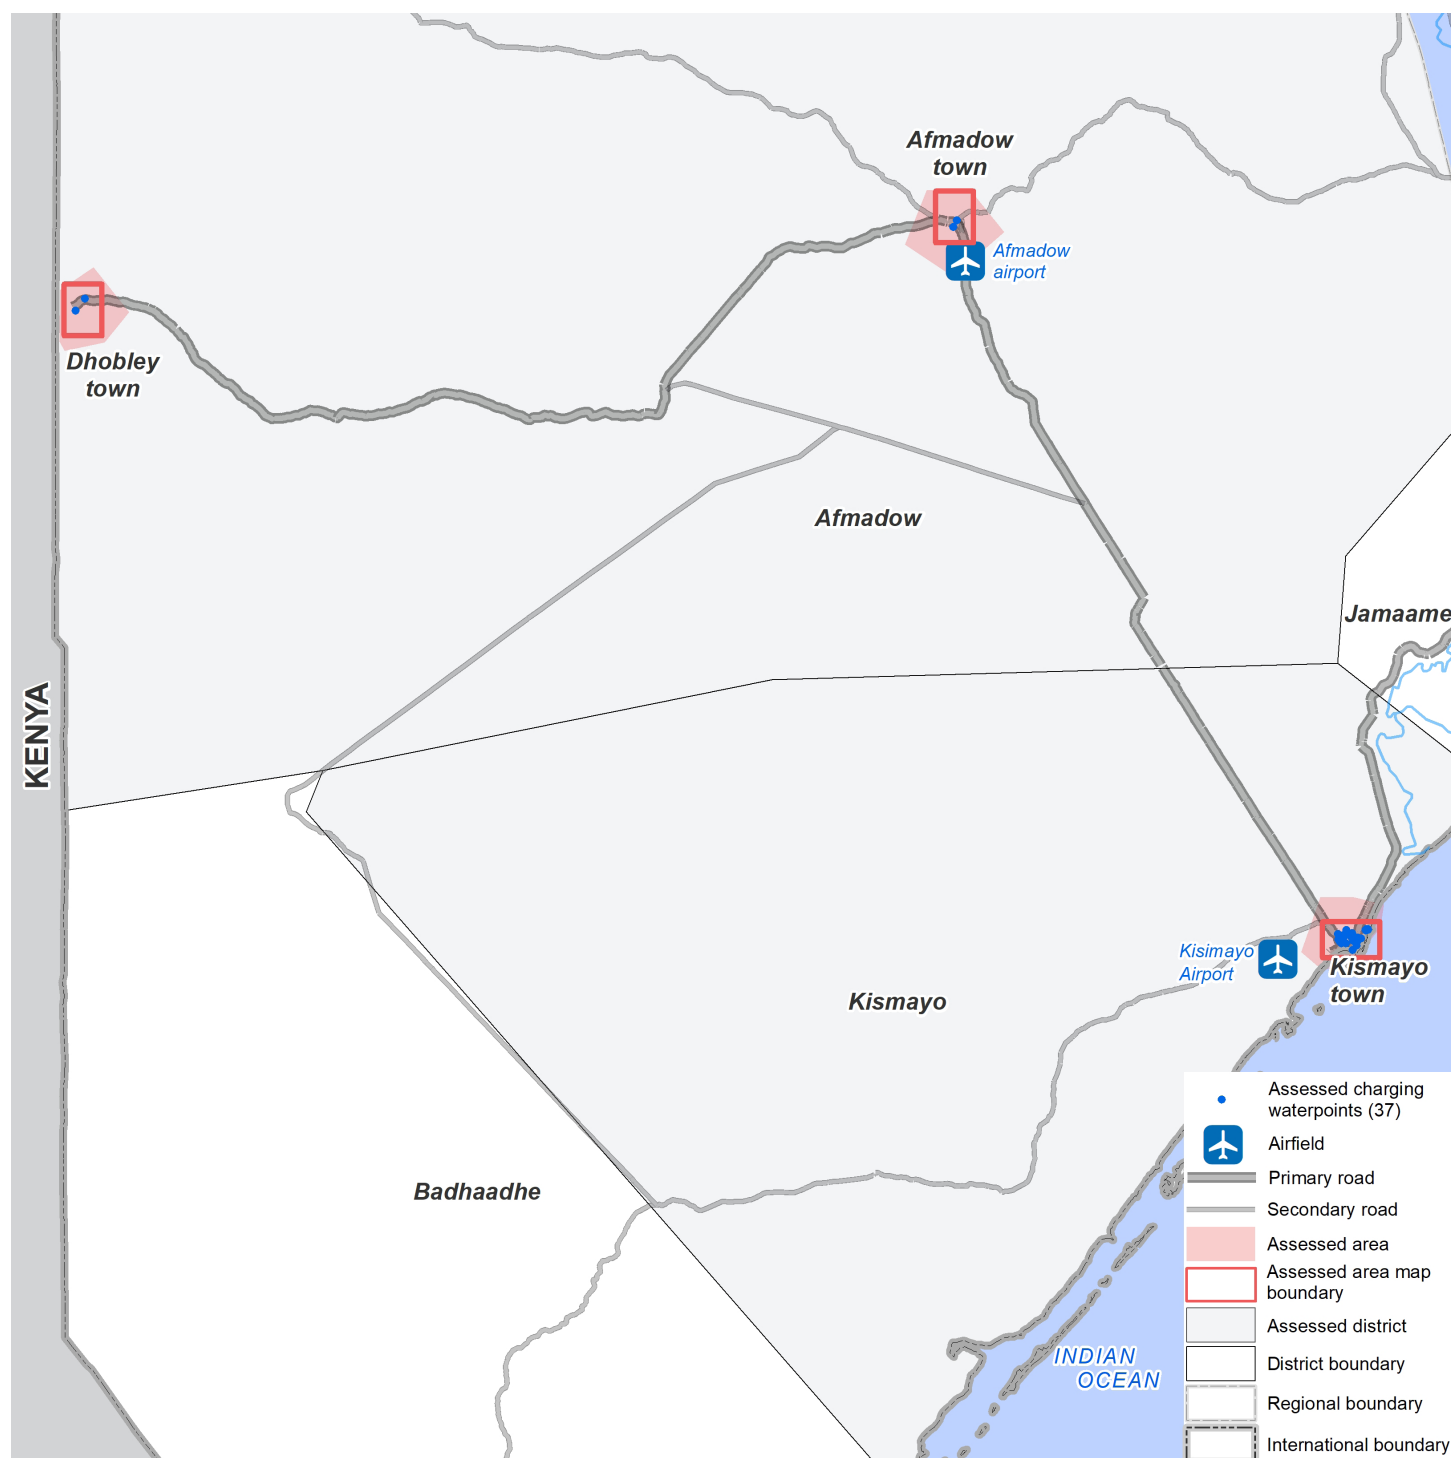 Afmadow
town
Afmadow
airport
Dhobley
town
Afmadow
Jamaame
KENYA
Kisimayo
Airport
Kismayo
town
Kismayo
Badhaadhe
INDIAN
OCEAN
Assessed charging
waterpoints (37)
Airfield
Primary road
Secondary road
Assessed area
Assessed area map
boundary
Assessed district
District boundary
Regional boundary
International boundary